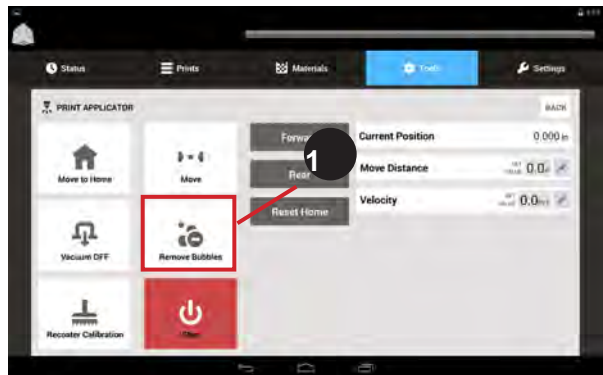 Status Prints Materials Tools Settings
PRINT APPLICATOR BACK
Move to Home
Move
Vacuum OFF
Remove Bubbles
Recoater Calibration
Rear
Reset Home
1
Current Position 0.000 in
Move Distance 0.0
Velocity 0.0